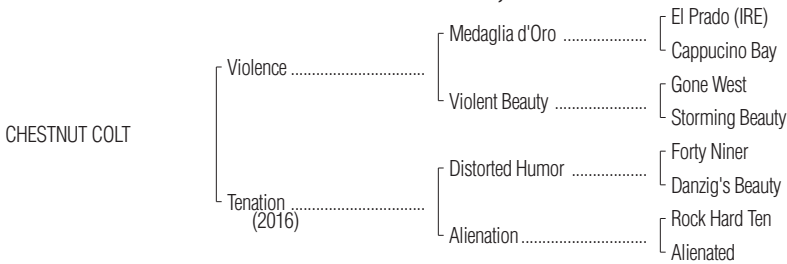 El Prado (IRE)
Medaglia d'Oro ....................
Cappucino Bay
Violence ................................
Gone West
Violent Beauty ......................
Storming Beauty
CHESTNUT COLT
Forty Niner
Distorted Humor ..................
Danzig's Beauty
Tenation ................................
(2016)
Rock Hard Ten
Alienation..............................
Alienated